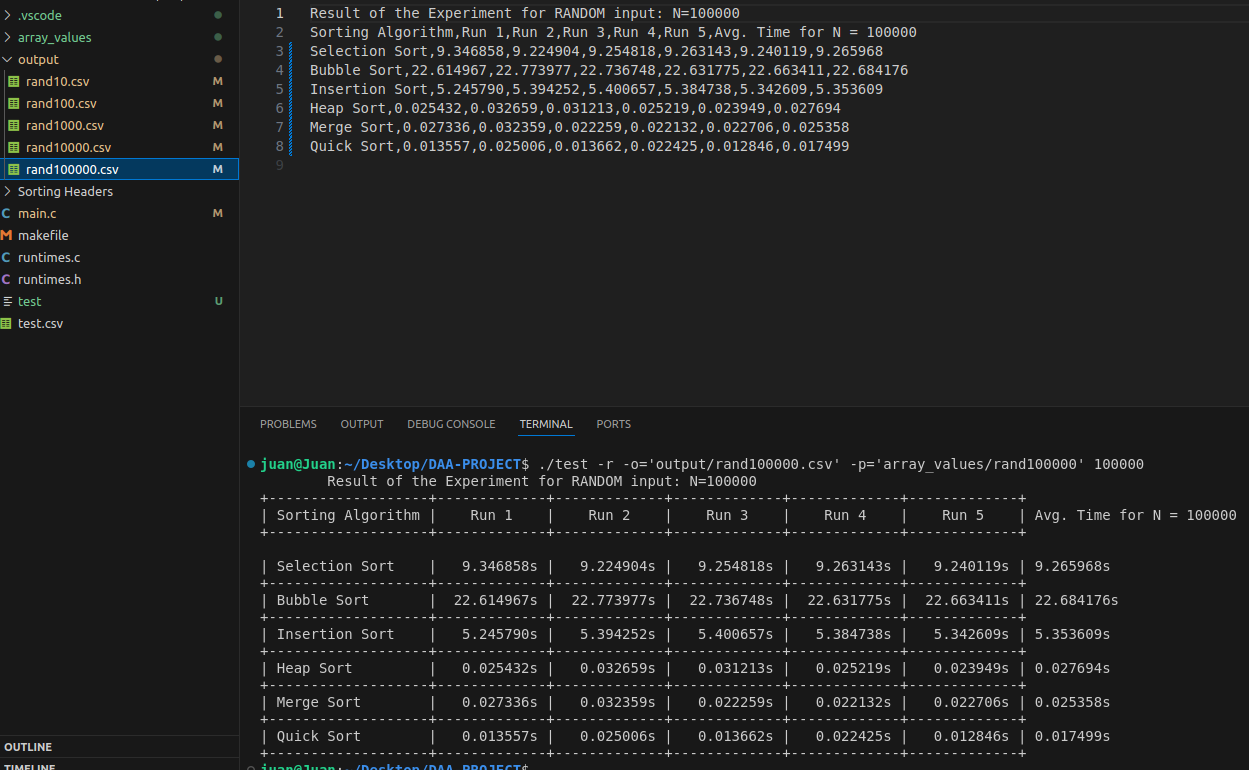 .vscode
array_values
output
rand10.csv M
rand100.csv M
rand1000.csv M
rand10000.csv M
rand100000.csv M
Sorting Headers
C main.c M
M makefile
C runtimes.c
C runtimes.h
test U
test.csv
OUTLINE
TIMELINE
1 Result of the Experiment for RANDOM input: N=100000
2 Sorting Algorithm,Run 1,Run 2,Run 3,Run 4,Run 5,Avg. Time for N = 100000
3 Selection Sort,9.346858,9.224904,9.254818,9.263143,9.240119,9.265968
4 Bubble Sort,22.614967,22.773977,22.736748,22.631775,22.663411,22.684176
5 Insertion Sort,5.245790,5.394252,5.400657,5.384738,5.342609,5.353609
6 Heap Sort,0.025432,0.032659,0.031213,0.025219,0.023949,0.027694
7 Merge Sort,0.027336,0.032359,0.022259,0.022132,0.022706,0.025358
8 Quick Sort,0.013557,0.025006,0.013662,0.022425,0.012846,0.017499
9
PROBLEMS OUTPUT DEBUG CONSOLE TERMINAL PORTS
juan@Juan:~/Desktop/DAA-PROJECT$ ./test -r -o='output/rand100000.csv' -p='array_values/rand100000' 100000
Result of the Experiment for RANDOM input: N=100000
+-------------------+-------------+-------------+-------------+-------------+-------------+
| Sorting Algorithm | Run 1 | Run 2 | Run 3 | Run 4 | Run 5 | Avg. Time for N = 100000
+-------------------+-------------+-------------+-------------+-------------+-------------+
| Selection Sort | 9.346858s | 9.224904s | 9.254818s | 9.263143s | 9.240119s | 9.265968s
+-------------------+-------------+-------------+-------------+-------------+-------------+
| Bubble Sort | 22.614967s | 22.773977s | 22.736748s | 22.631775s | 22.663411s | 22.684176s
+-------------------+-------------+-------------+-------------+-------------+-------------+
| Insertion Sort | 5.245790s | 5.394252s | 5.400657s | 5.384738s | 5.342609s | 5.353609s
+-------------------+-------------+-------------+-------------+-------------+-------------+
| Heap Sort | 0.025432s | 0.032659s | 0.031213s | 0.025219s | 0.023949s | 0.027694s
+-------------------+-------------+-------------+-------------+-------------+-------------+
| Merge Sort | 0.027336s | 0.032359s | 0.022259s | 0.022132s | 0.022706s | 0.025358s
+-------------------+-------------+-------------+-------------+-------------+-------------+
| Quick Sort | 0.013557s | 0.025006s | 0.013662s | 0.022425s | 0.012846s | 0.017499s
+-------------------+-------------+-------------+-------------+-------------+-------------+
juan@Juan:~/Desktop/DAA-PROJECT$